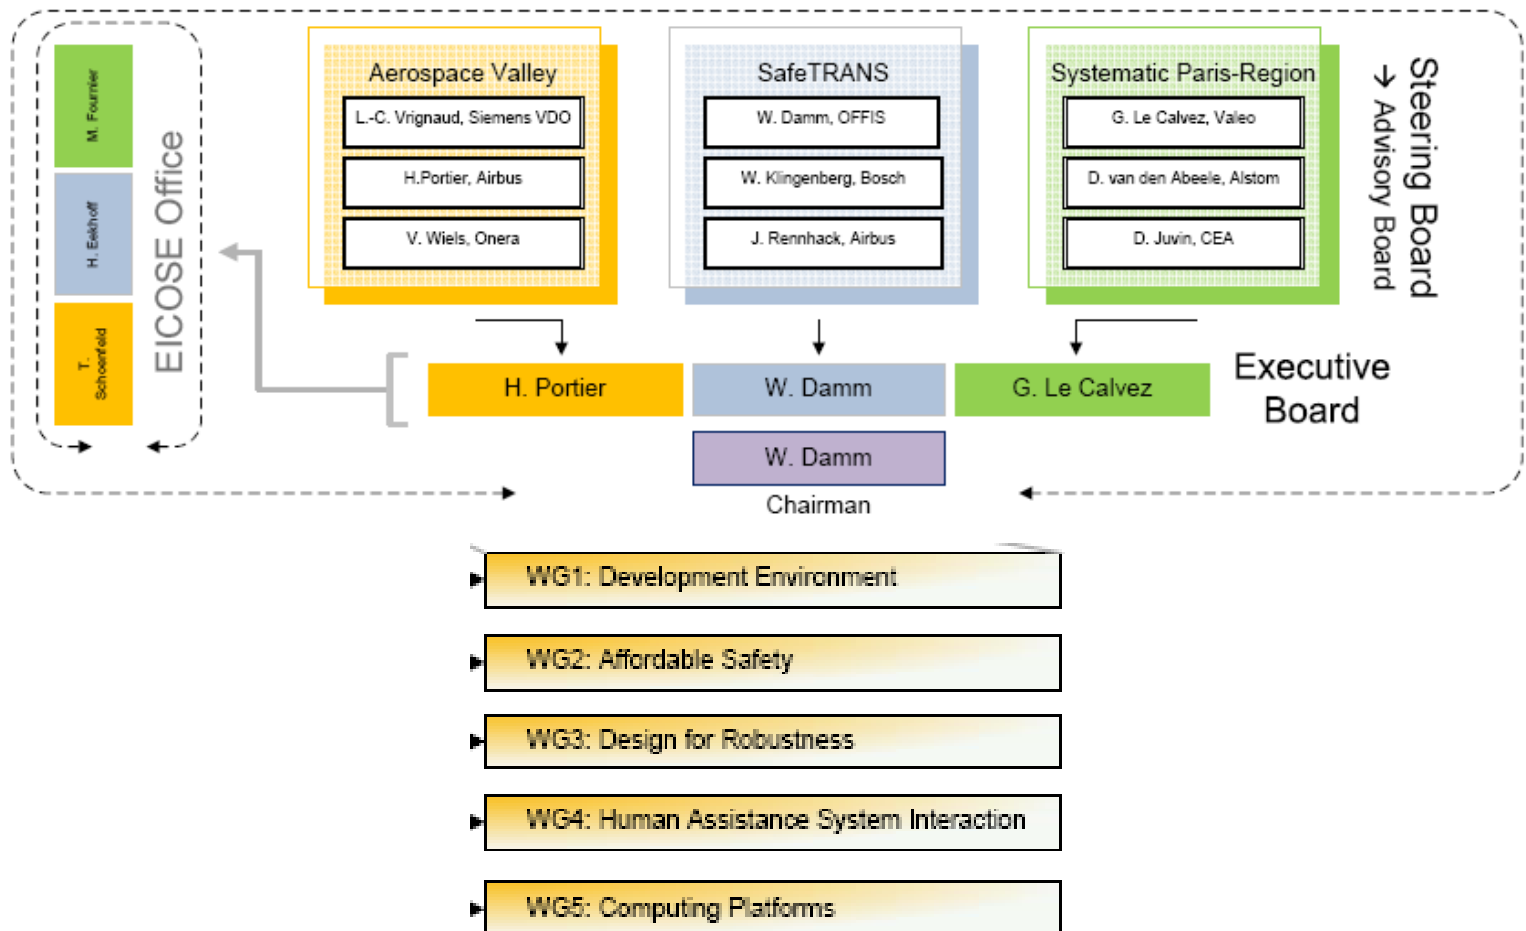 M. Fournier
H. Eekhoff
T.
Schoenfeld
EICOSE Office
Aerospace Valley
L.-C. Vrignaud, Siemens VDO
H.Portier, Airbus
V. Wiels, Onera
SafeTRANS
W. Damm, OFFIS
W. Klingenberg, Bosch
J. Rennhack, Airbus
Systematic Paris-Region
G. Le Calvez, Valeo
D. van den Abeele, Alstom
D. Juvin, CEA
Steering Board
→ Advisory Board
H. Portier
W. Damm
G. Le Calvez
Executive
Board
W. Damm
Chairman
WG1: Development Environment
WG2: Affordable Safety
WG3: Design for Robustness
WG4: Human Assistance System Interaction
WG5: Computing Platforms